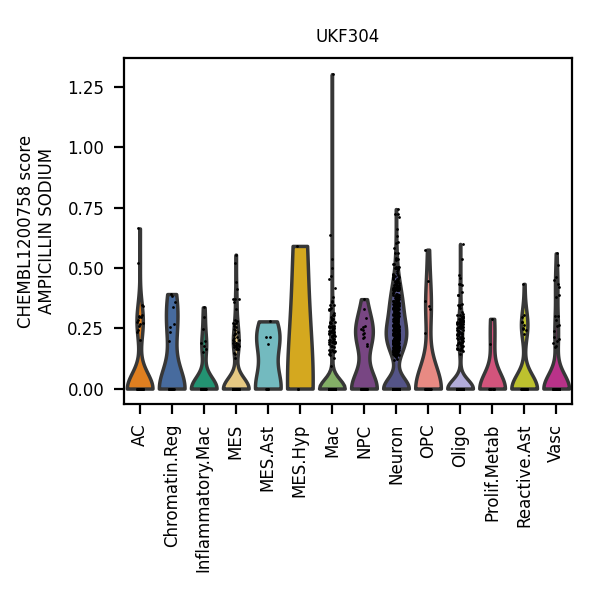 UKF304
CHEMBL1200758 score
AMPICILLIN SODIUM
1.25
1.00
0.75
0.50
0.25
0.00
AC
Chromatin.Reg
Inflammatory.Mac
MES
MES.Ast
MES.Hyp
Mac
NPC
Neuron
OPC
Oligo
Prolif.Metab
Reactive.Ast
Vasc